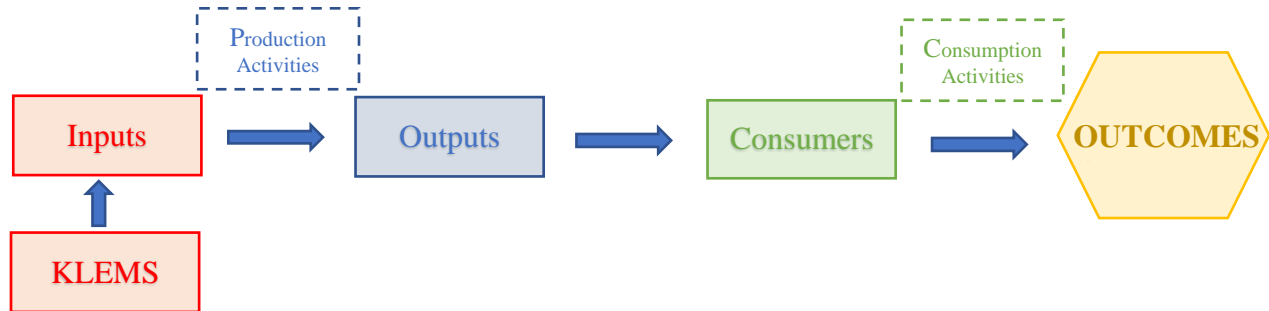 Production
Activities
Consumption
Activities
Inputs
Outputs
Consumers
OUTCOMES
KLEMS